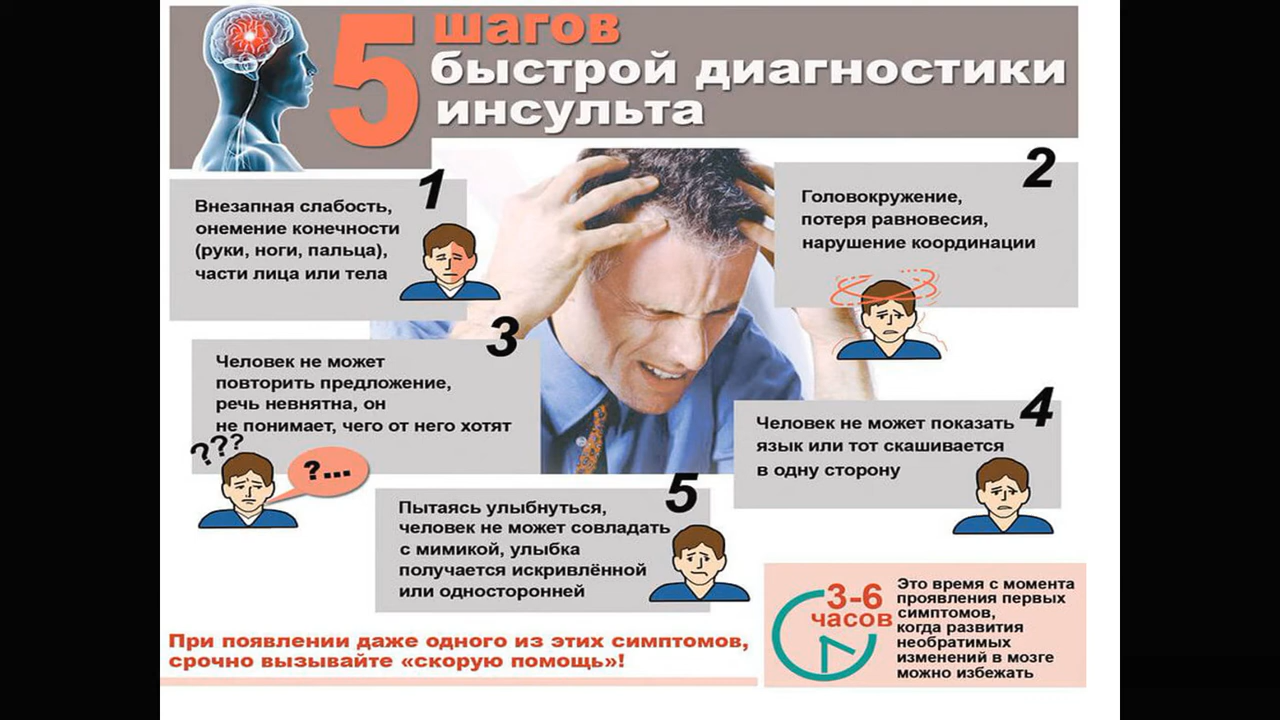 5 шагов
быстрой диагностики
инсульта
1
Внезапная слабость,
онемение конечности
(руки, ноги, пальца),
части лица или тела
2
Головокружение,
потеря равновесия,
нарушение координации
3
Человек не может
повторить предложение,
речь невнятна, он
не понимает, чего от него хотят
???
?...
4
Человек не может показать
язык или тот скашивается
в одну сторону
5
Пытаясь улыбнуться,
человек не может совладать
с мимикой, улыбка
получается искривлённой
или односторонней
При появлении даже одного из этих симптомов,
срочно вызывайте «скорую помощь»!
3-6
часов
Это время с момента
проявления первых
симптомов,
когда развития
необратимых
изменений в мозге
можно избежать